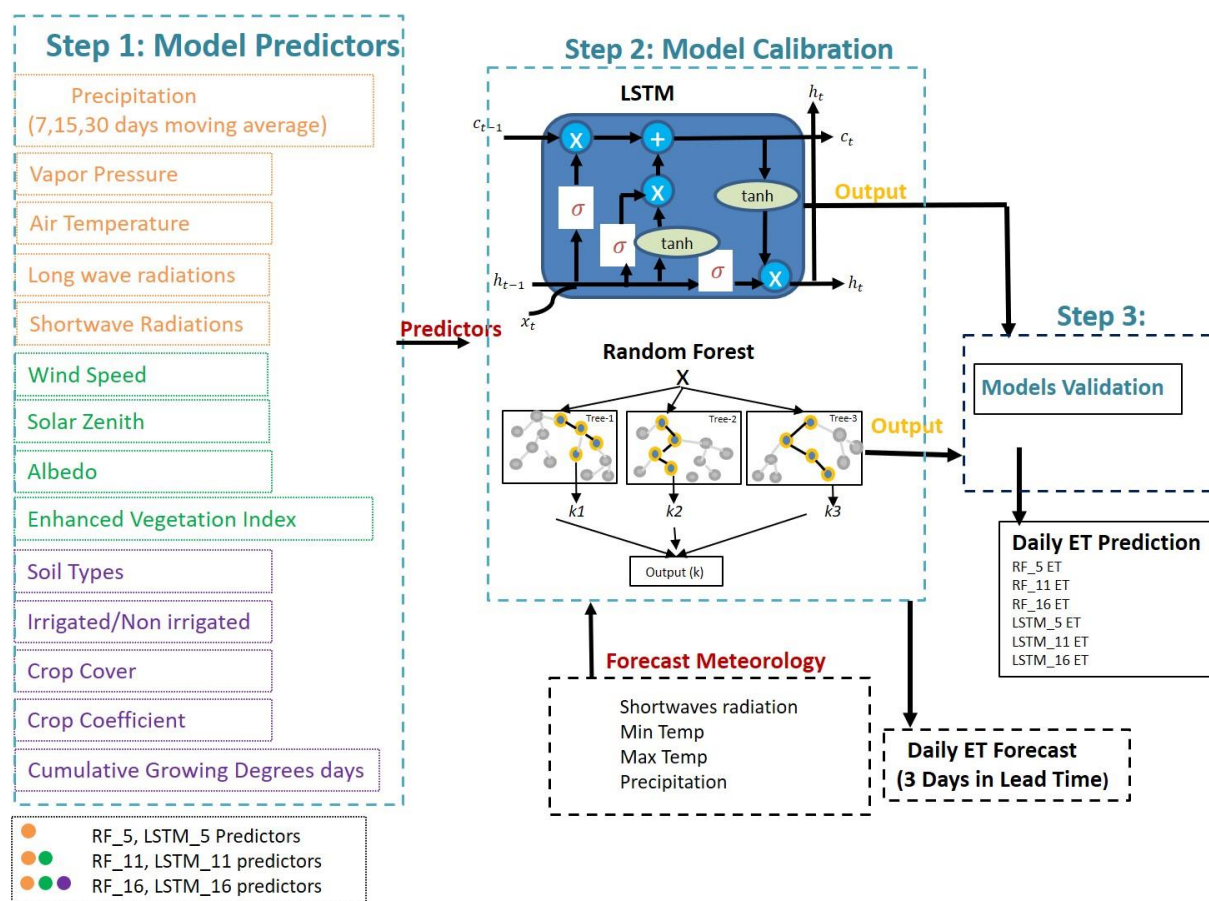 Step 1: Model Predictors
Precipitation
(7,15,30 days moving average)
Vapor Pressure
Air Temperature
Long wave radiations
Shortwave Radiations
Wind Speed
Solar Zenith
Albedo
Enhanced Vegetation Index
Soil Types
Irrigated/Non irrigated
Crop Cover
Crop Coefficient
Cumulative Growing Degrees days
RF_5, LSTM_5 Predictors
RF_11, LSTM_11 predictors
RF_16, LSTM_16 predictors
Predictors
Step 2: Model Calibration
LSTM
h_t
c_{t-1}
X
+
c_t
X
tanh
σ
σ
tanh
σ
X
h_{t-1}
h_t
x_t
Output
Random Forest
X
Tree-1
Tree-2
Tree-3
k1
k2
k3
Output (k)
Output
Forecast Meteorology
Shortwaves radiation
Min Temp
Max Temp
Precipitation
Daily ET Forecast
(3 Days in Lead Time)
Step 3:
Models Validation
Daily ET Prediction
RF_5 ET
RF_11 ET
RF_16 ET
LSTM_5 ET
LSTM_11 ET
LSTM_16 ET